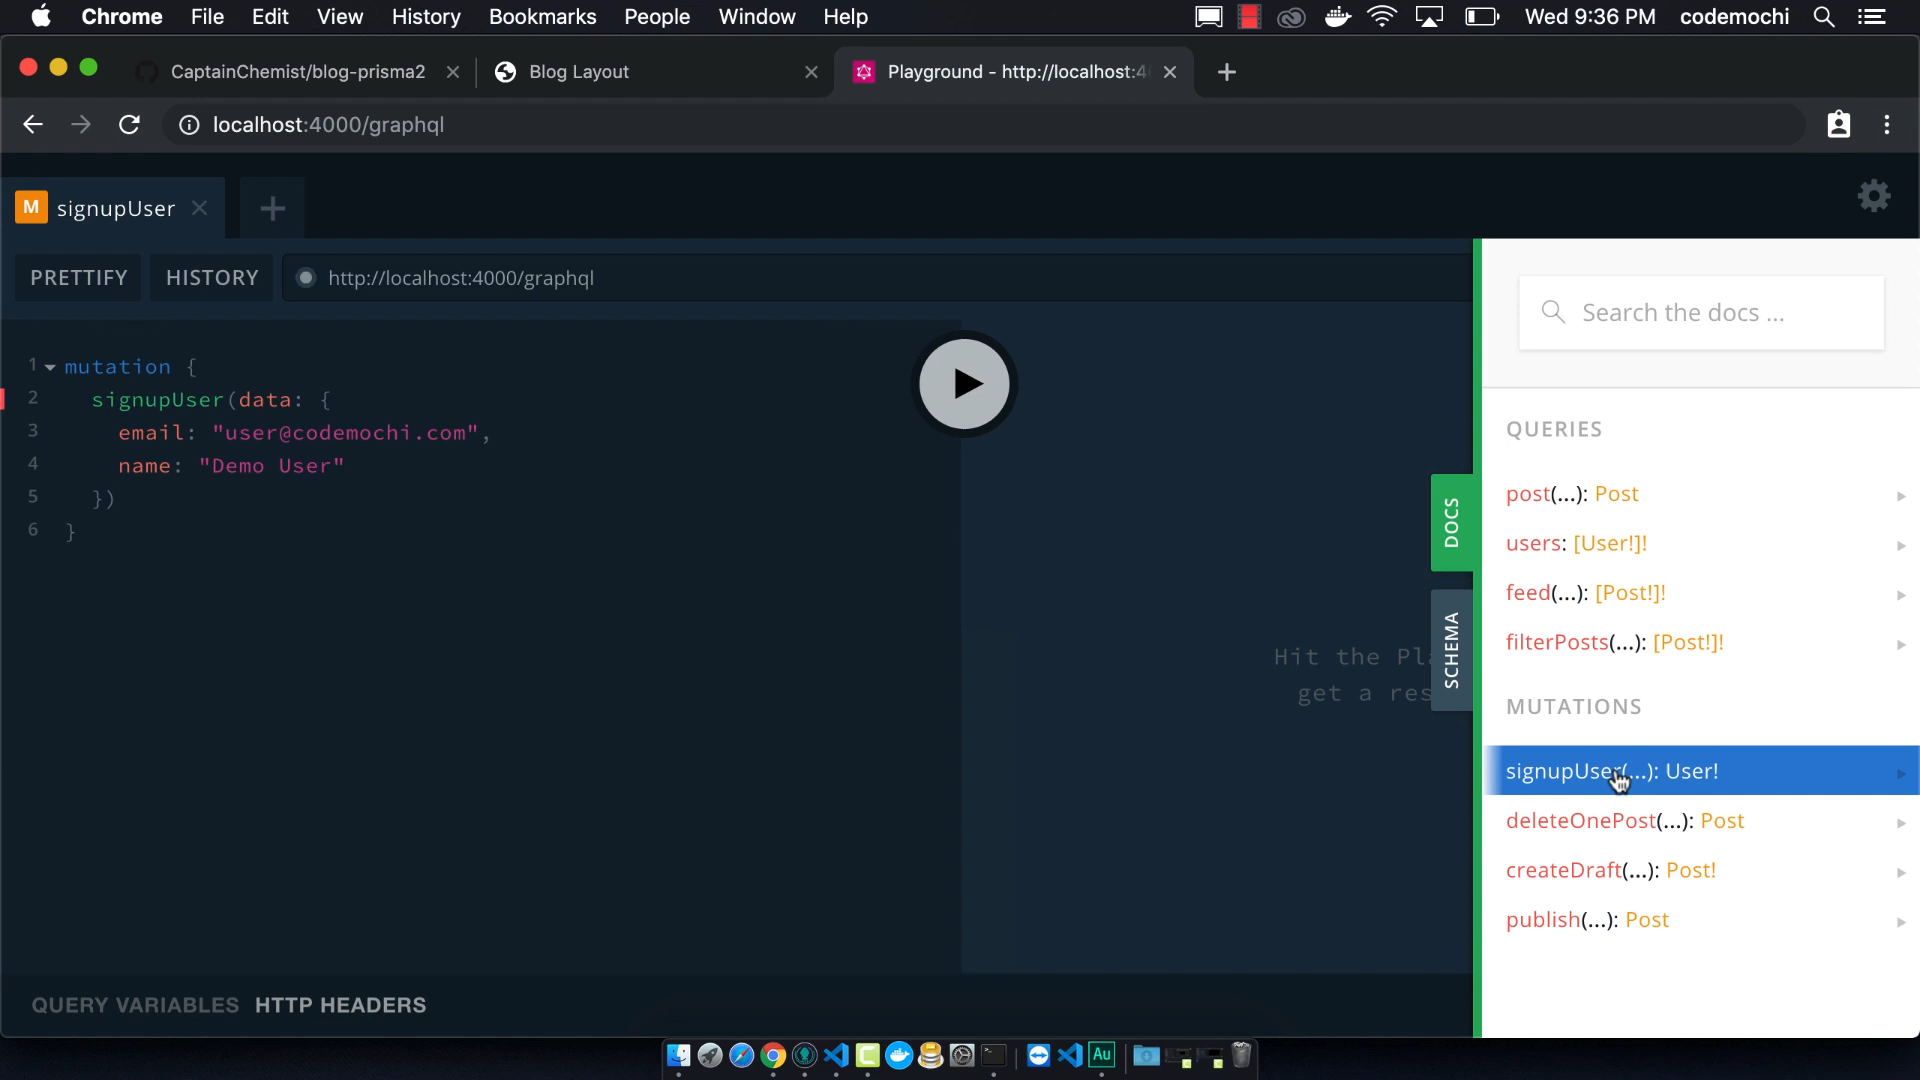 Chrome File Edit View History Bookmarks People Window Help Wed 9:36 PM codemochi
CaptainChemist/blog-prisma2 Blog Layout Playground - http://localhost:4
localhost:4000/graphql
M signupUser
PRETTIFY HISTORY http://localhost:4000/graphql
Search the docs ...
1 mutation {
2 signupUser(data: {
3 email: "user@codemochi.com",
4 name: "Demo User"
5 })
6 }
Hit the Pl
get a res
DOCS
SCHEMA
QUERIES
post(...): Post
users: [User!]!
feed(...): [Post!]!
filterPosts(...): [Post!]!
MUTATIONS
signupUser(...): User!
deleteOnePost(...): Post
createDraft(...): Post!
publish(...): Post
QUERY VARIABLES HTTP HEADERS
Au